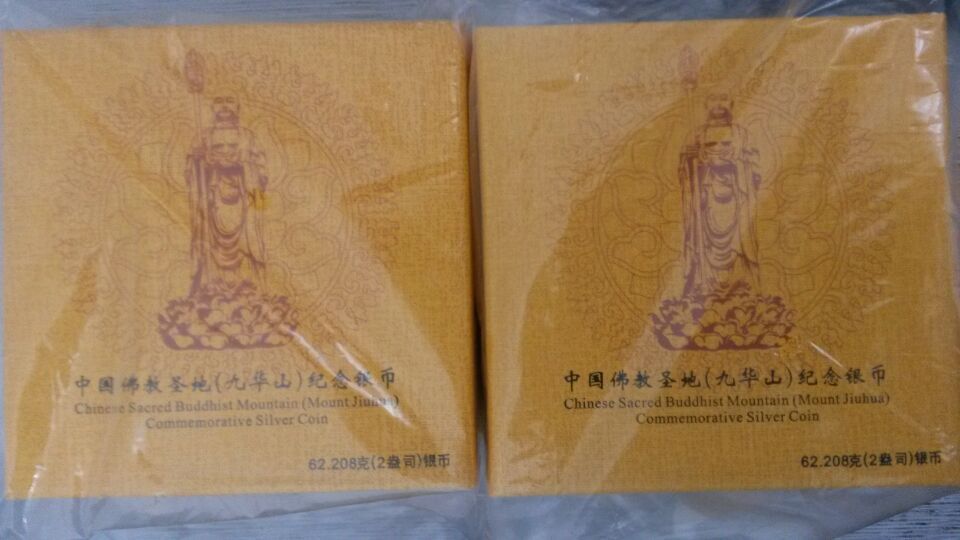 中国佛教圣地(九华山)纪念银币
Chinese Sacred Buddhist Mountain (Mount Jiuhua)
Commemorative Silver Coin
62.208克(2盎司)银币
中国佛教圣地(九华山)纪念银币
Chinese Sacred Buddhist Mountain (Mount Jiuhua)
Commemorative Silver Coin
62.208克(2盎司)银币